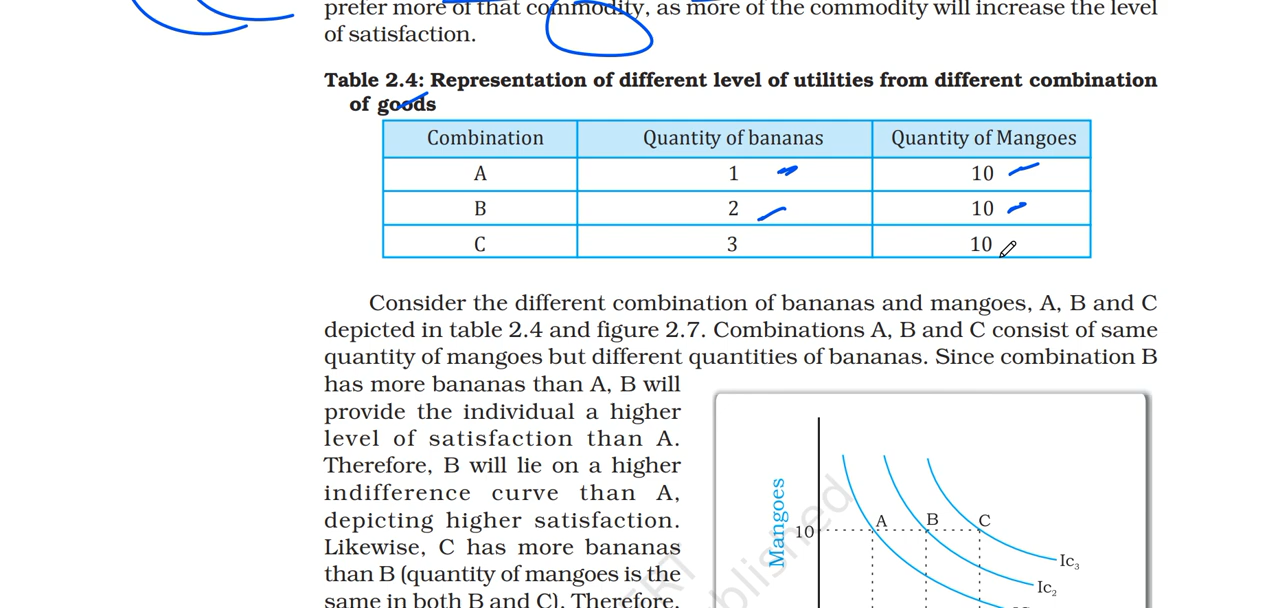 prefer more of that commodity, as more of the commodity will increase the level
of satisfaction.
Table 2.4: Representation of different level of utilities from different combination
of goods
Combination Quantity of bananas Quantity of Mangoes
A 1 10
B 2 10
C 3 10
Consider the different combination of bananas and mangoes, A, B and C
depicted in table 2.4 and figure 2.7. Combinations A, B and C consist of same
quantity of mangoes but different quantities of bananas. Since combination B
has more bananas than A, B will
provide the individual a higher
level of satisfaction than A.
Therefore, B will lie on a higher
indifference curve than A,
depicting higher satisfaction.
Likewise, C has more bananas
than B (quantity of mangoes is the
same in both B and C). Therefore,
Mangoes
10
A B C
Ic3
Ic2